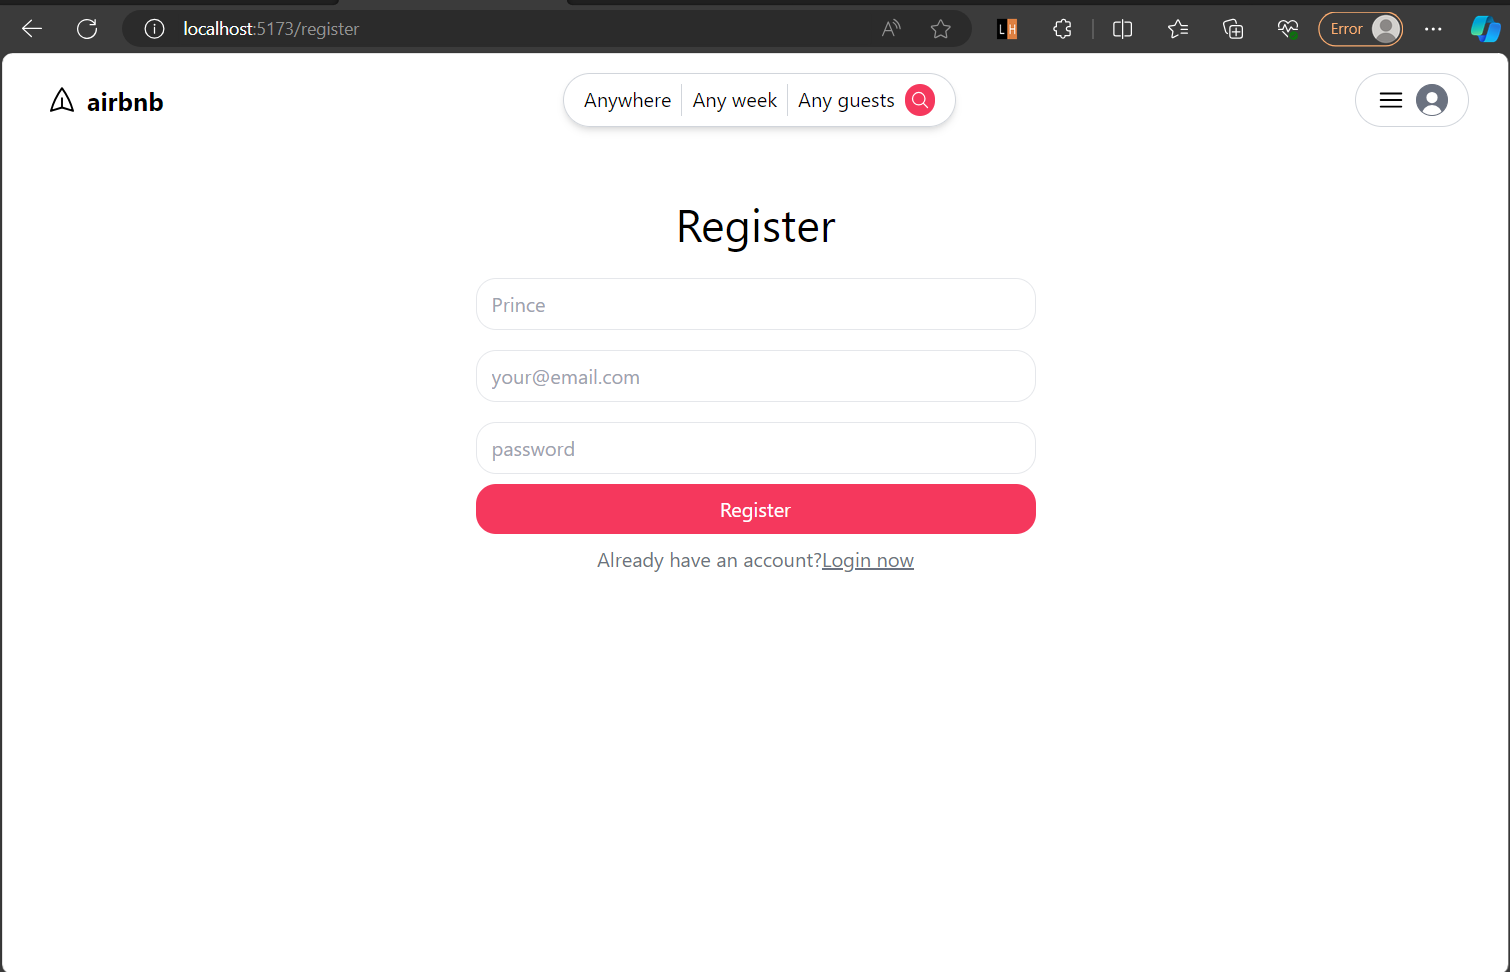 localhost:5173/register
LH
Error
airbnb
Anywhere Any week Any guests
Register
Prince
your@email.com
password
Register
Already have an account?Login now